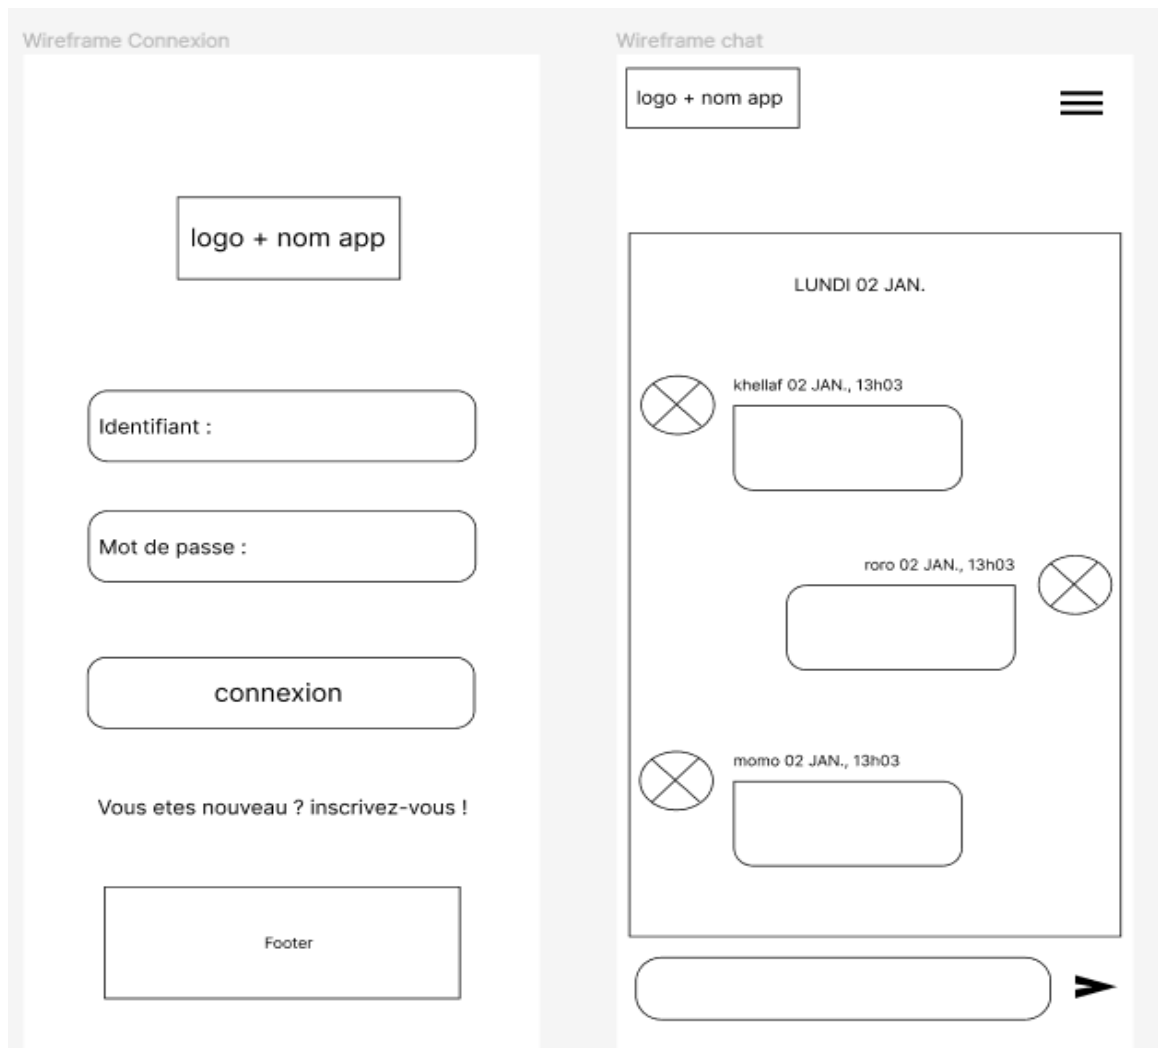 Wireframe Connexion
logo + nom app
Identifiant :
Mot de passe :
connexion
Vous etes nouveau ? inscrivez-vous !
Footer
Wireframe chat
logo + nom app
LUNDI 02 JAN.
khellaf 02 JAN., 13h03
roro 02 JAN., 13h03
momo 02 JAN., 13h03